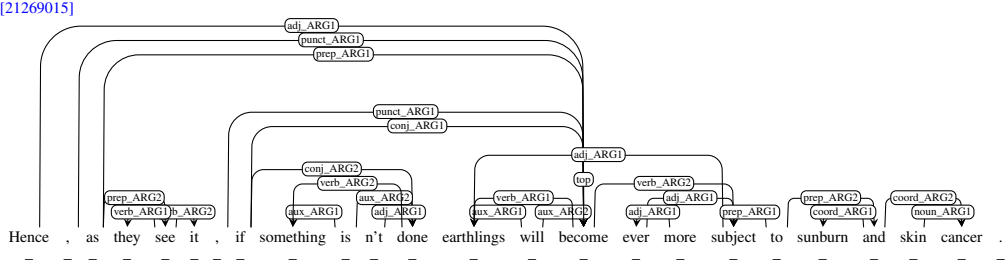 [21269015]
adj_ARG1
punct_ARG1
prep_ARG1
punct_ARG1
conj_ARG1
adj_ARG1
conj_ARG2
top
verb_ARG2 verb_ARG2
prep_ARG2 aux_ARG2 verb_ARG1 adj_ARG1 prep_ARG2 coord_ARG2
verb_ARG1 b_ARG2 aux_ARG1 adj_ARG1 aux_ARG1 aux_ARG2 adj_ARG1 prep_ARG1 coord_ARG1 noun_ARG1
Hence , as they see it , if something is n't done earthlings will become ever more subject to sunburn and skin cancer .
_ _ _ _ _ _ _ _ _ _ _ _ _ _ _ _ _ _ _ _ _ _ _ _